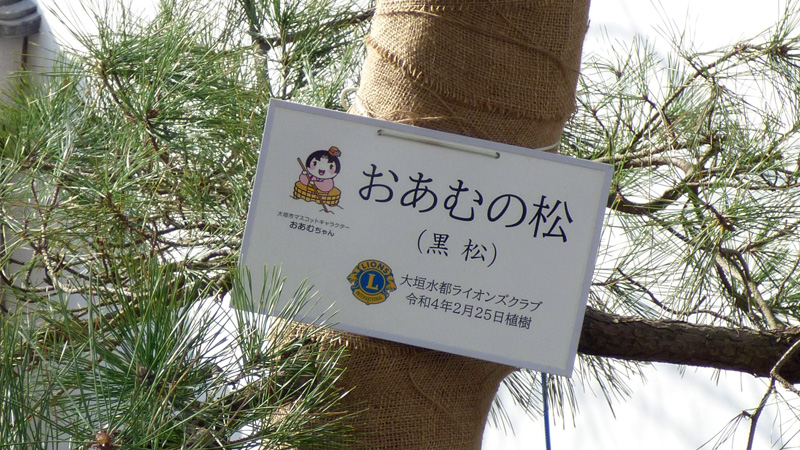 おあむの松
(黒 松)
大垣市マスコットキャラクター
おあむちゃん
LIONS
L
INTERNATIONAL
大垣水都ライオンズクラブ
令和4年2月25日植樹